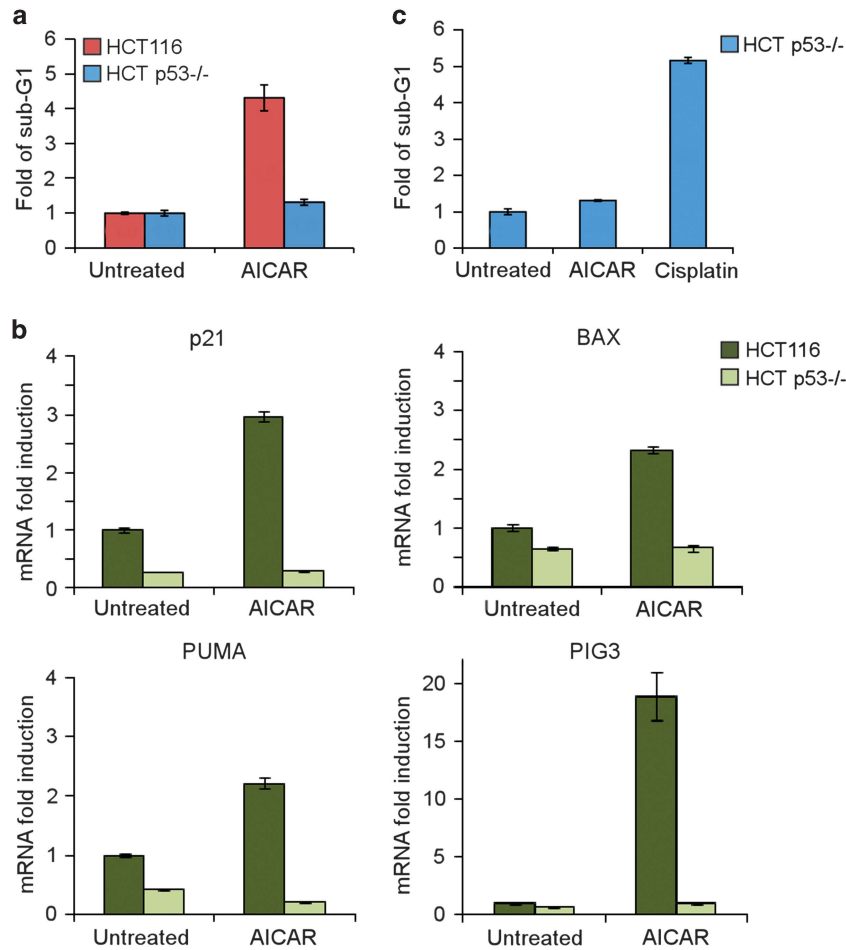 a
Fold of sub-G1
6
5
4
3
2
1
0
HCT116
HCT p53-/-
Untreated AICAR
c
Fold of sub-G1
6
5
4
3
2
1
0
HCT p53-/-
Untreated AICAR Cisplatin
b
p21
mRNA fold induction
4
3
2
1
0
Untreated AICAR
BAX
mRNA fold induction
4
3
2
1
0
HCT116
HCT p53-/-
Untreated AICAR
PUMA
mRNA fold induction
4
3
2
1
0
Untreated AICAR
PIG3
mRNA fold induction
20
15
10
5
0
Untreated AICAR